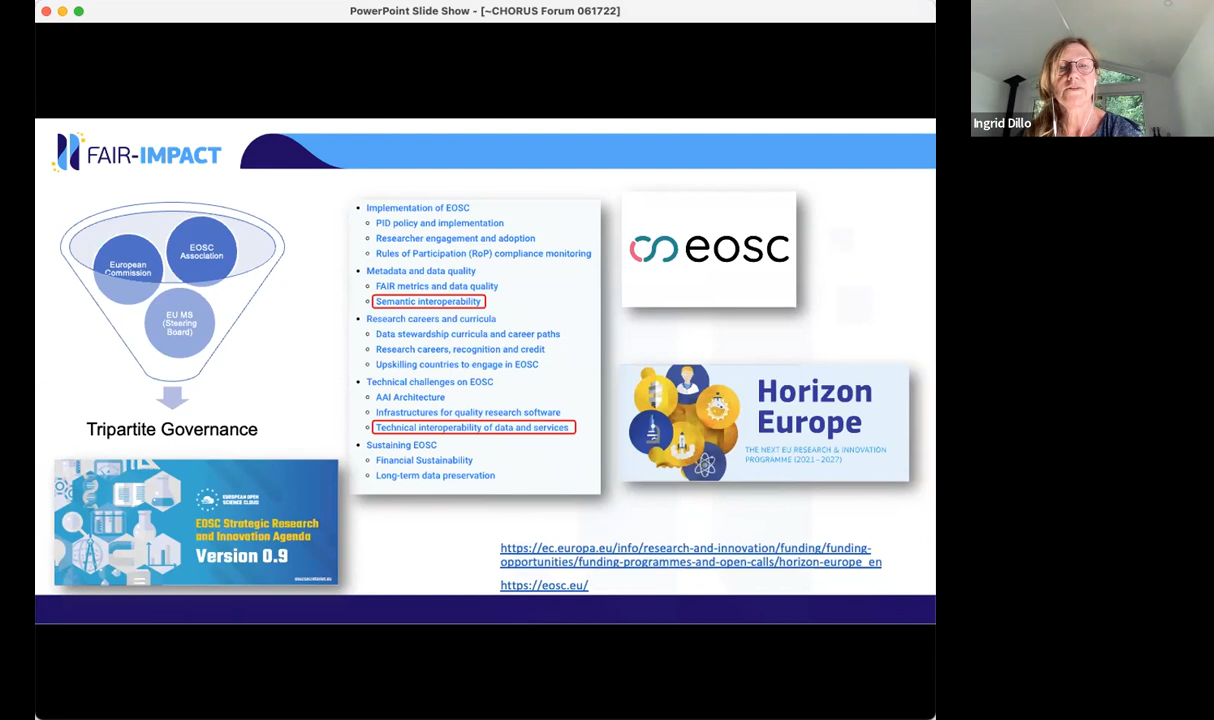 PowerPoint Slide Show - [~CHORUS Forum 061722]
Ingrid Dillo
FAIR-IMPACT
European
Commission
EOSC
Association
EU MS
(Steering
Board)
Tripartite Governance
EUROPEAN OPEN
SCIENCE CLOUD
EOSC Strategic Research
and Innovation Agenda
Version 0.9
eoscsecretariat.eu
• Implementation of EOSC
◦ PID policy and implementation
◦ Researcher engagement and adoption
◦ Rules of Participation (RoP) compliance monitoring
• Metadata and data quality
◦ FAIR metrics and data quality
◦ Semantic interoperability
• Research careers and curricula
◦ Data stewardship curricula and career paths
◦ Research careers, recognition and credit
◦ Upskilling countries to engage in EOSC
• Technical challenges on EOSC
◦ AAI Architecture
◦ Infrastructures for quality research software
◦ Technical interoperability of data and services
• Sustaining EOSC
◦ Financial Sustainability
◦ Long-term data preservation
eosc
Horizon
Europe
THE NEXT EU RESEARCH & INNOVATION
PROGRAMME (2021-2027)
https://ec.europa.eu/info/research-and-innovation/funding/funding-
opportunities/funding-programmes-and-open-calls/horizon-europe_en
https://eosc.eu/